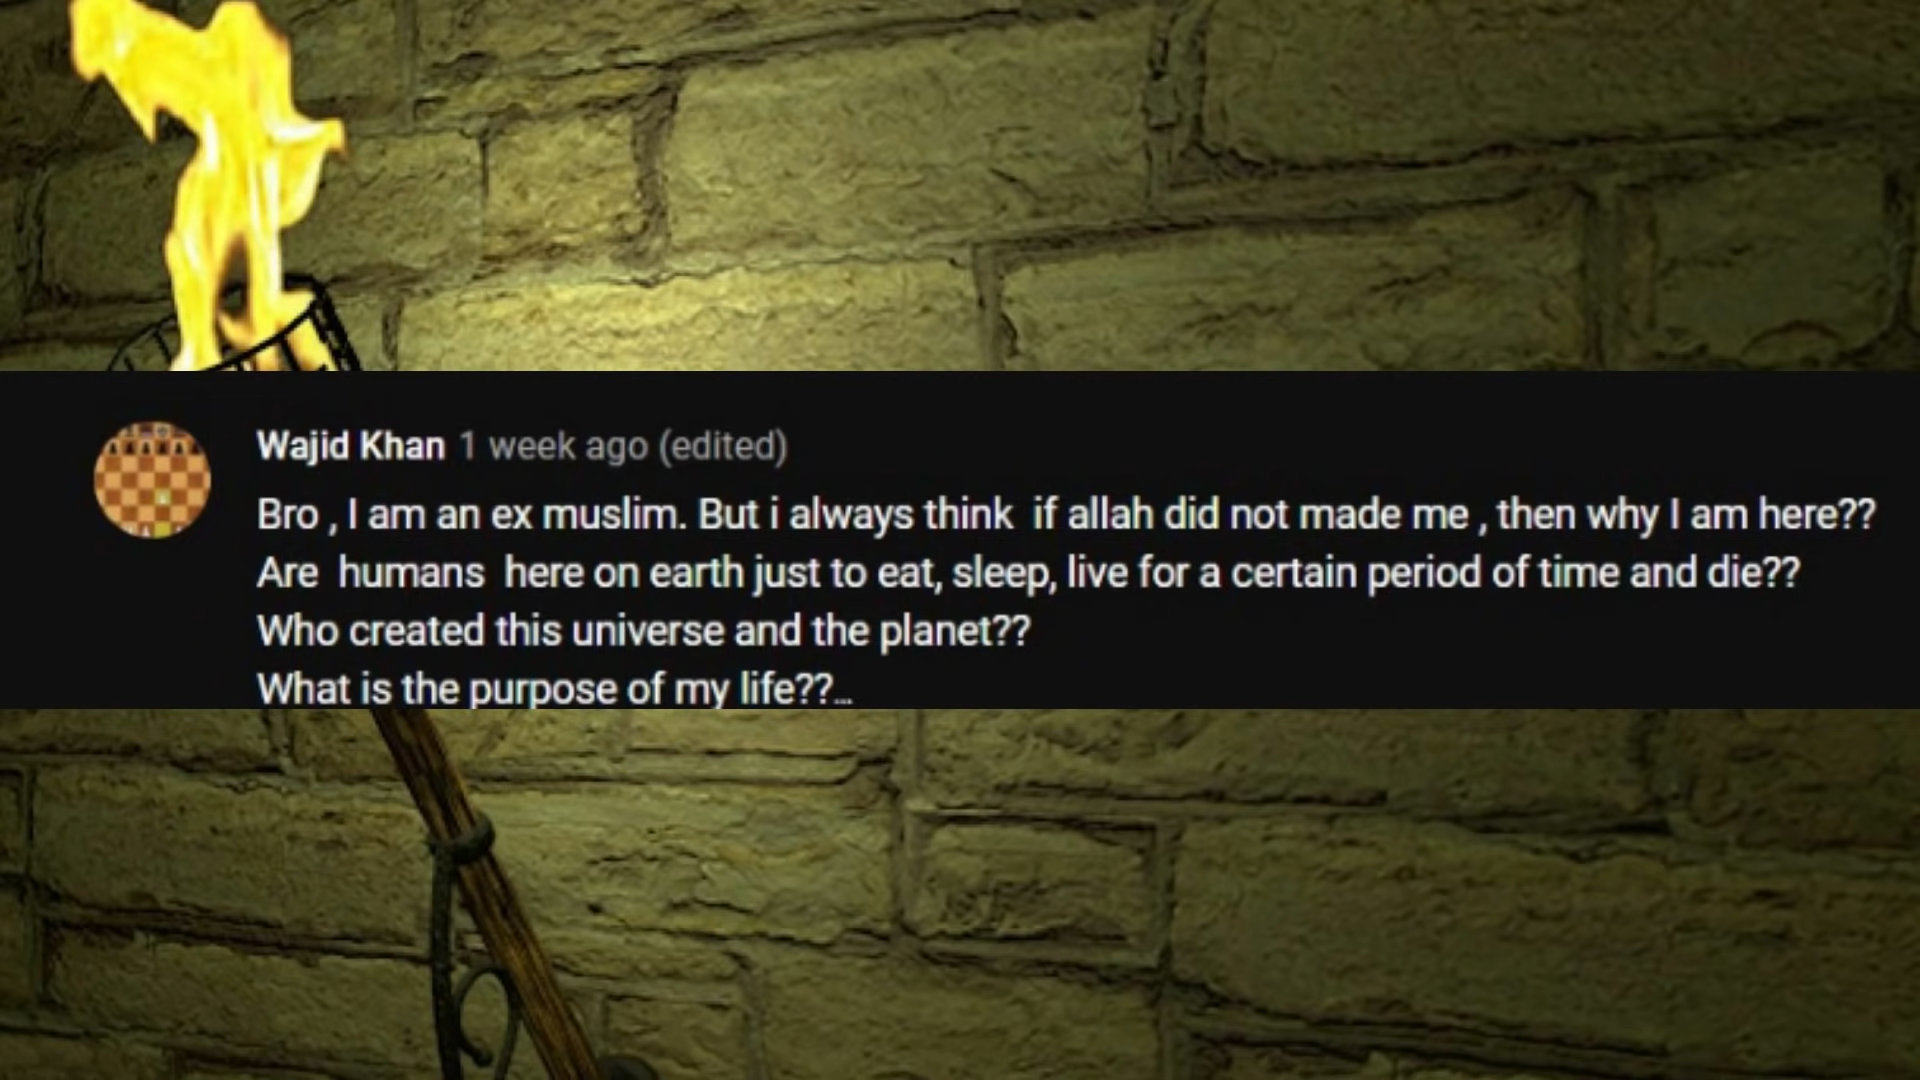 Wajid Khan 1 week ago (edited)
Bro , I am an ex muslim. But i always think if allah did not made me , then why I am here??
Are humans here on earth just to eat, sleep, live for a certain period of time and die??
Who created this universe and the planet??
What is the purpose of my life??...